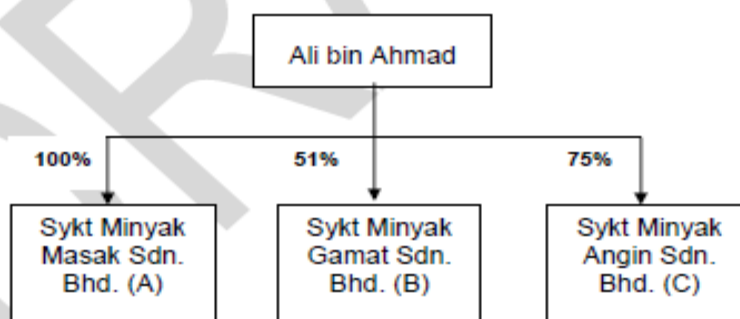 Ali bin Ahmad
100%
51%
75%
Sykt Minyak
Masak Sdn.
Bhd. (A)
Sykt Minyak
Gamat Sdn.
Bhd. (B)
Sykt Minyak
Angin Sdn.
Bhd. (C)